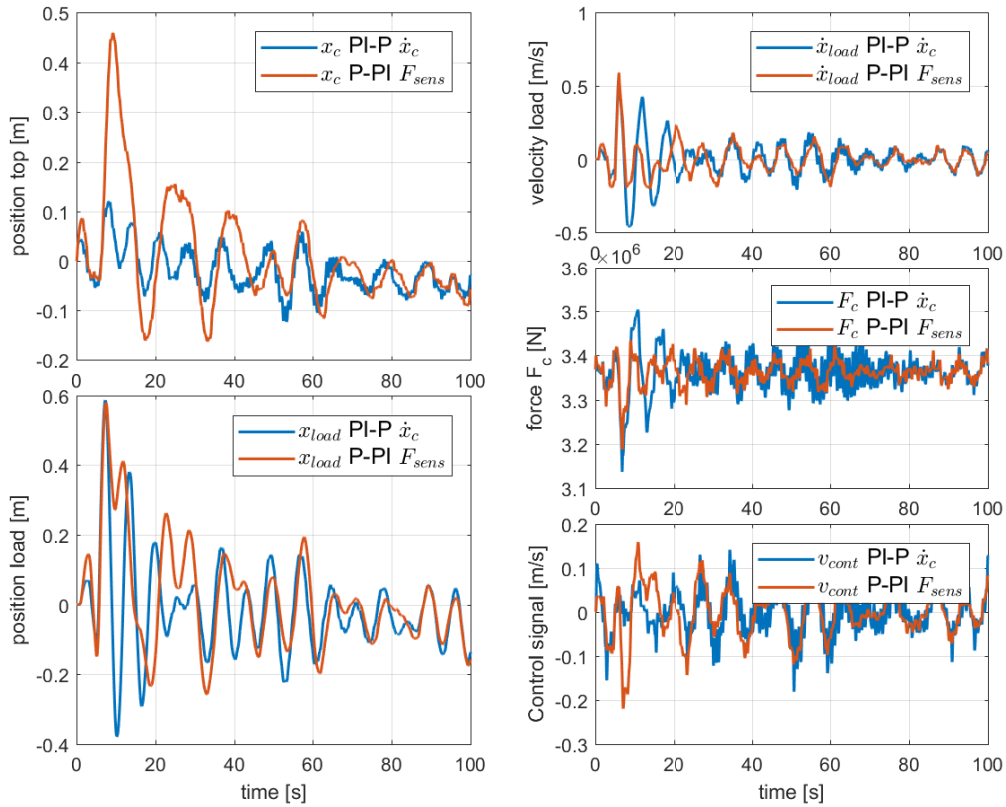 0.5
0.4
0.3
0.2
0.1
0
-0.1
-0.2
position top [m]
x_c PI-P ẋ_c
x_c P-PI F_sens
0 20 40 60 80 100
0.6
0.4
0.2
0
-0.2
-0.4
position load [m]
x_load PI-P ẋ_c
x_load P-PI F_sens
0 20 40 60 80 100
time [s]
1
0.5
0
-0.5
velocity load [m/s]
ẋ_load PI-P ẋ_c
ẋ_load P-PI F_sens
0 20 40 60 80 100
×10^6
3.6
3.5
3.4
3.3
3.2
3.1
force F_c [N]
F_c PI-P ẋ_c
F_c P-PI F_sens
0 20 40 60 80 100
0.2
0.1
0
-0.1
-0.2
-0.3
Control signal [m/s]
v_cont PI-P ẋ_c
v_cont P-PI F_sens
0 20 40 60 80 100
time [s]